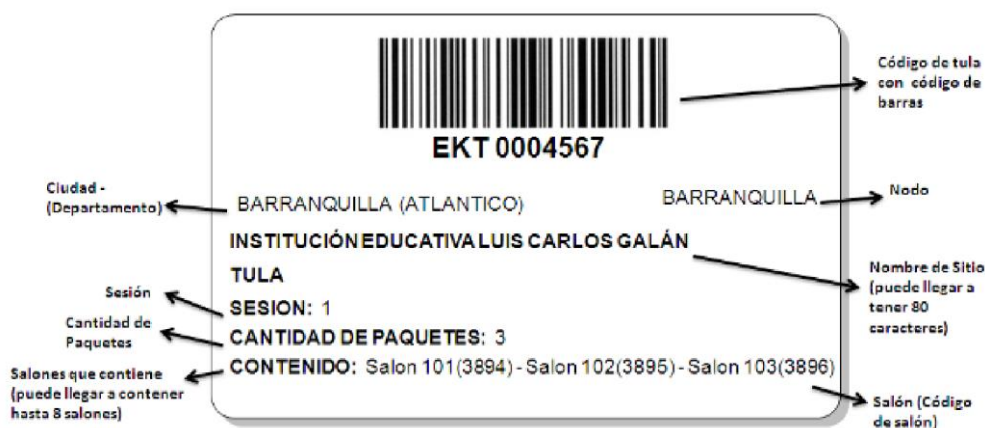 Código de tula
con código de
barras
EKT 0004567
Ciudad -
(Departamento)
BARRANQUILLA (ATLANTICO)
BARRANQUILLA
Nodo
INSTITUCIÓN EDUCATIVA LUIS CARLOS GALÁN
TULA
Nombre de Sitio
(puede llegar a
tener 80
caracteres)
Sesión
SESION: 1
Cantidad de
Paquetes
CANTIDAD DE PAQUETES: 3
Salones que contiene
(puede llegar a contener
hasta 8 salones)
CONTENIDO: Salon 101(3894) - Salon 102(3895) - Salon 103(3896)
Salón (Código
de salón)